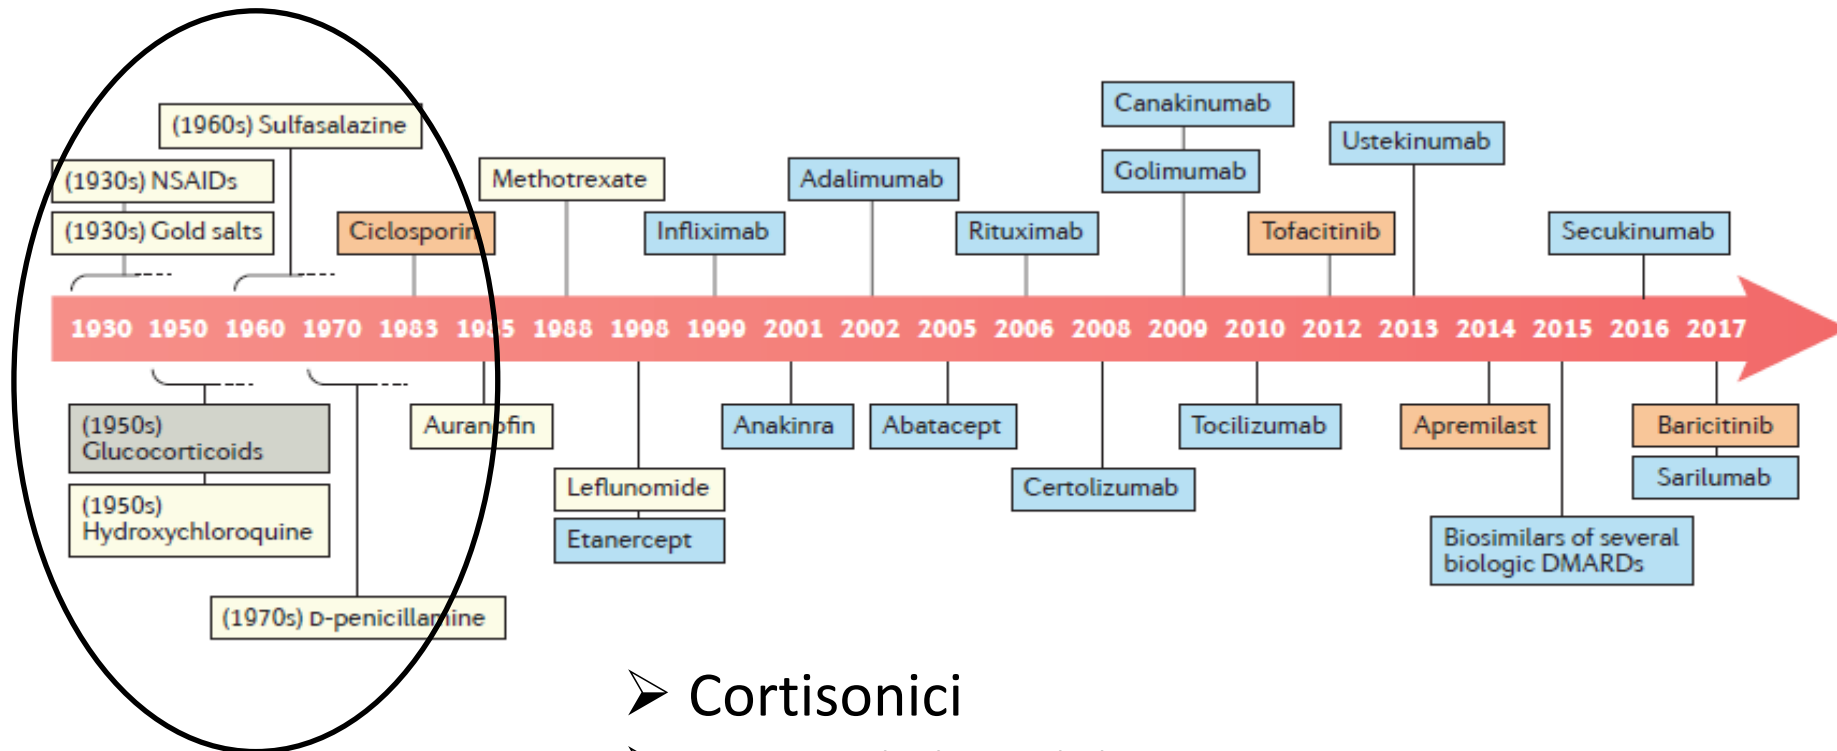 Canakinumab
(1960s) Sulfasalazine
Ustekinumab
(1930s) NSAIDs
Methotrexate
Adalimumab
Golimumab
(1930s) Gold salts
Ciclosporin
Infliximab
Rituximab
Tofacitinib
Secukinumab
1930 1950 1960 1970 1983 1985 1988 1998 1999 2001 2002 2005 2006 2008 2009 2010 2012 2013 2014 2015 2016 2017
(1950s)
Glucocorticoids
Auranofin
Anakinra
Abatacept
Tocilizumab
Apremilast
Baricitinib
(1950s)
Hydroxychloroquine
Leflunomide
Etanercept
Certolizumab
Sarilumab
Biosimilars of several
biologic DMARDs
(1970s) D-penicillamine
➢ Cortisonici